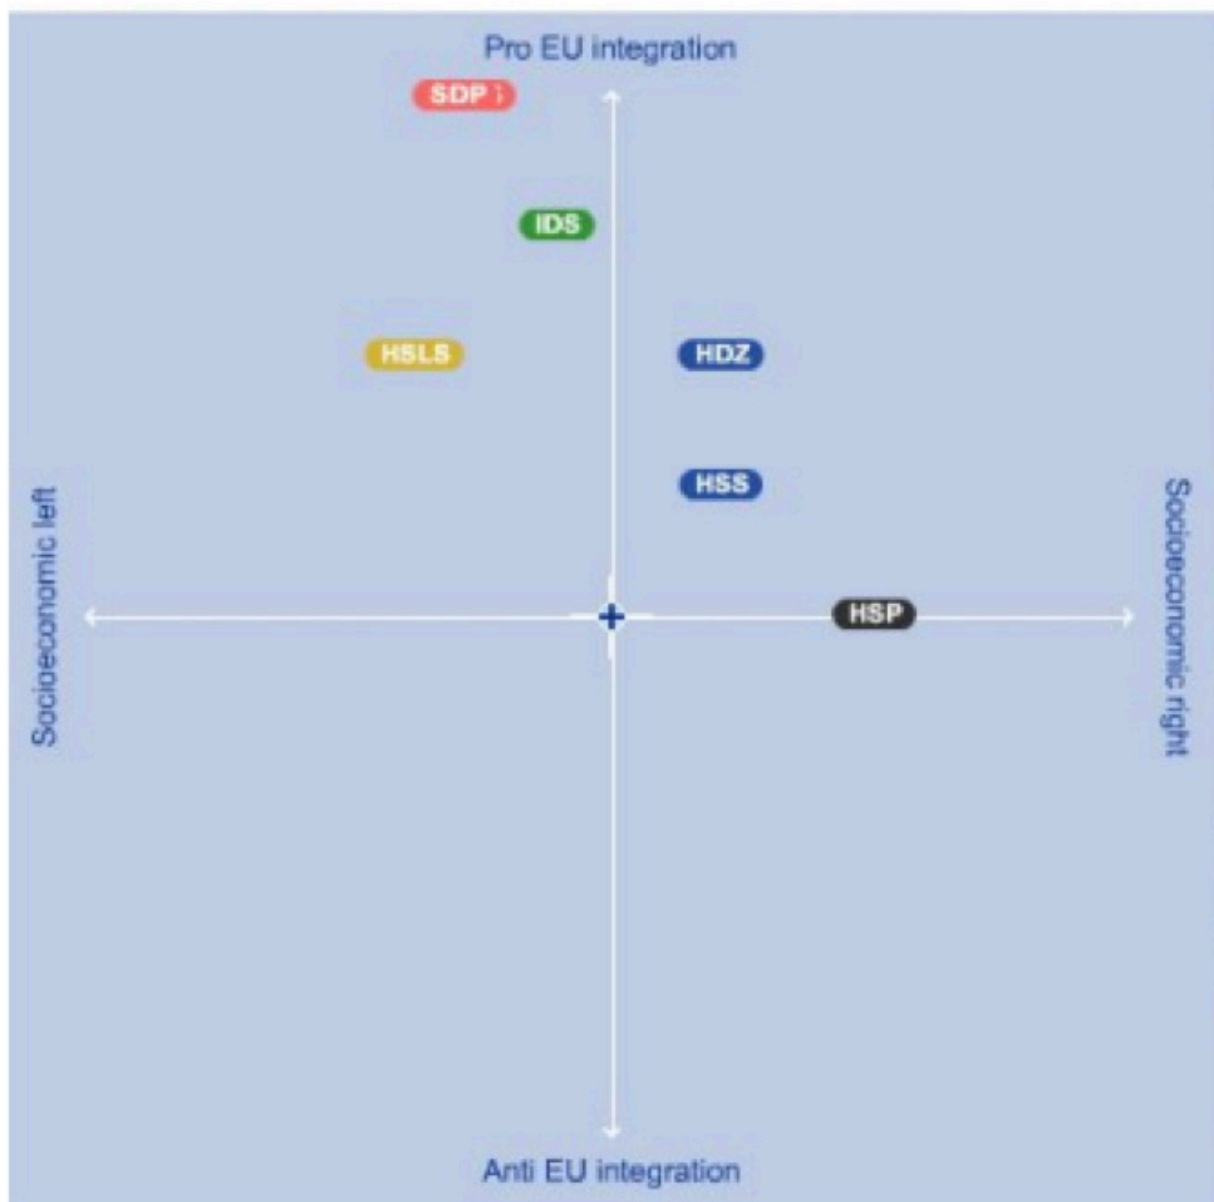 Pro EU integration
SDP
IDS
HSLS
HDZ
HSS
Socioeconomic left
HSP
Socioeconomic right
Anti EU integration